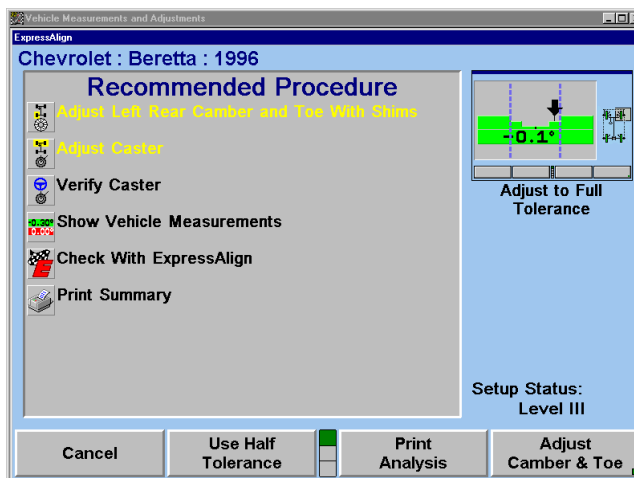 Vehicle Measurements and Adjustments
ExpressAlign
Chevrolet : Beretta : 1996
Recommended Procedure
Adjust Left Rear Camber and Toe With Shims
Adjust Caster
Verify Caster
-0.30°
0.00°
Show Vehicle Measurements
Check With ExpressAlign
Print Summary
-0.1°
Adjust to Full
Tolerance
Setup Status:
Level III
Cancel
Use Half
Tolerance
Print
Analysis
Adjust
Camber & Toe